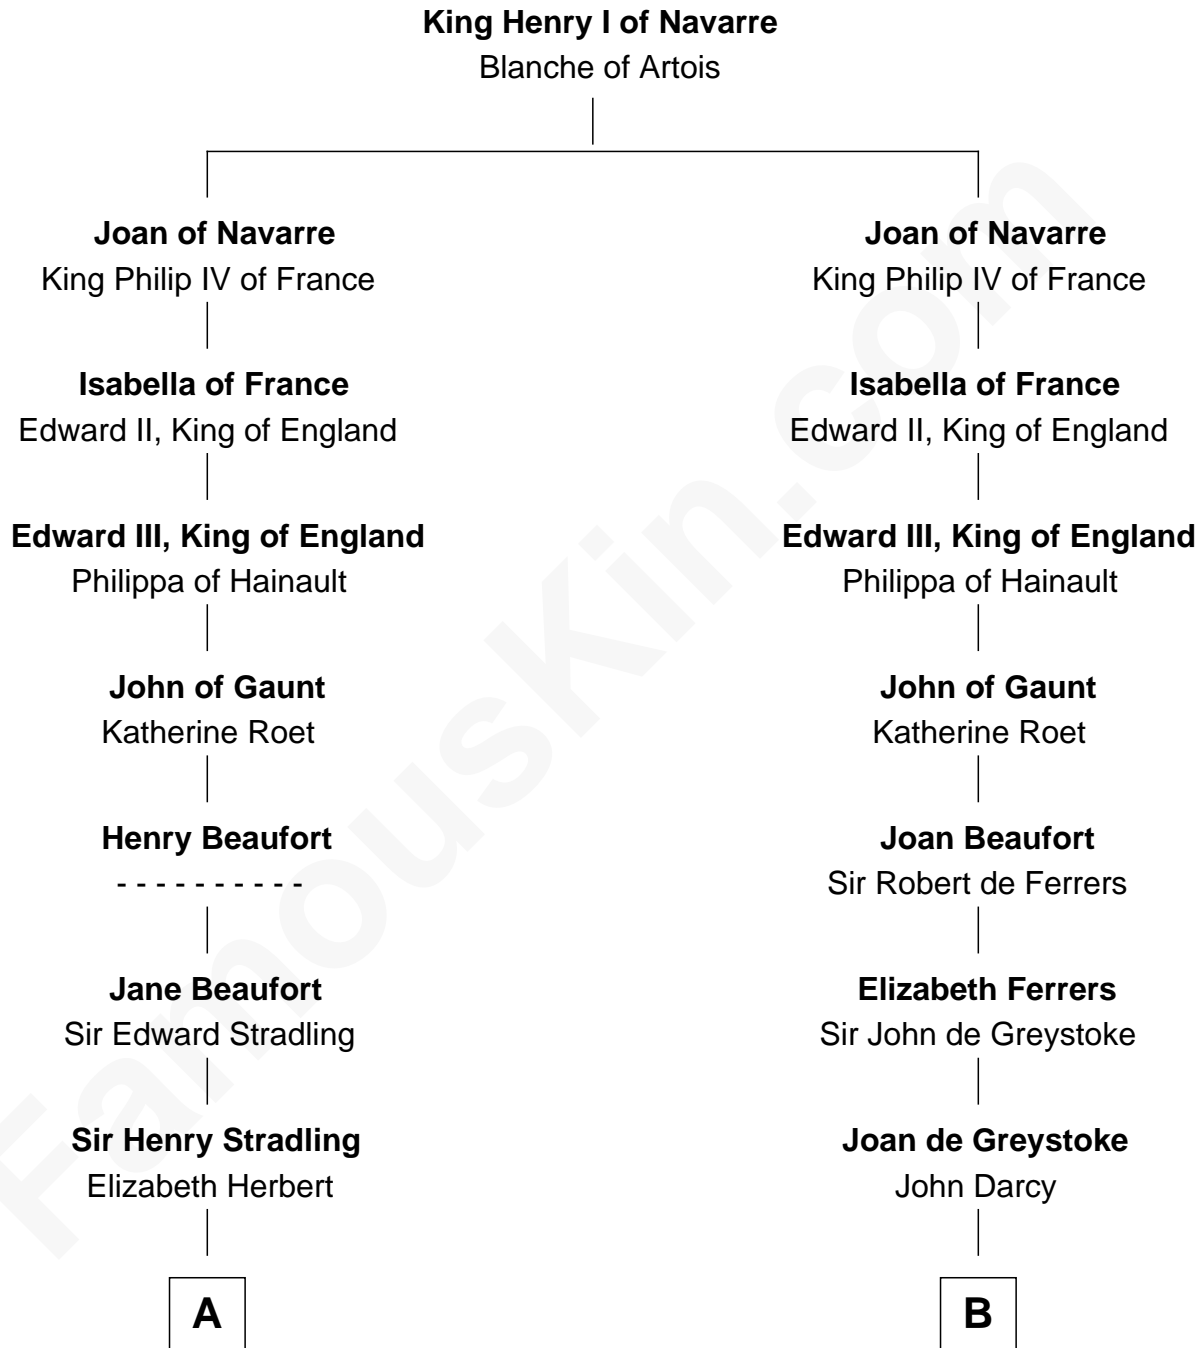 King Henry I of Navarre
Blanche of Artois
Joan of Navarre
King Philip IV of France
Joan of Navarre
King Philip IV of France
Isabella of France
Edward II, King of England
Isabella of France
Edward II, King of England
Edward III, King of England
Philippa of Hainault
Edward III, King of England
Philippa of Hainault
John of Gaunt
Katherine Roet
John of Gaunt
Katherine Roet
Henry Beaufort
- - - - - - - - - -
Joan Beaufort
Sir Robert de Ferrers
Jane Beaufort
Sir Edward Stradling
Elizabeth Ferrers
Sir John de Greystoke
Sir Henry Stradling
Elizabeth Herbert
Joan de Greystoke
John Darcy
A
B
FamousKin.com